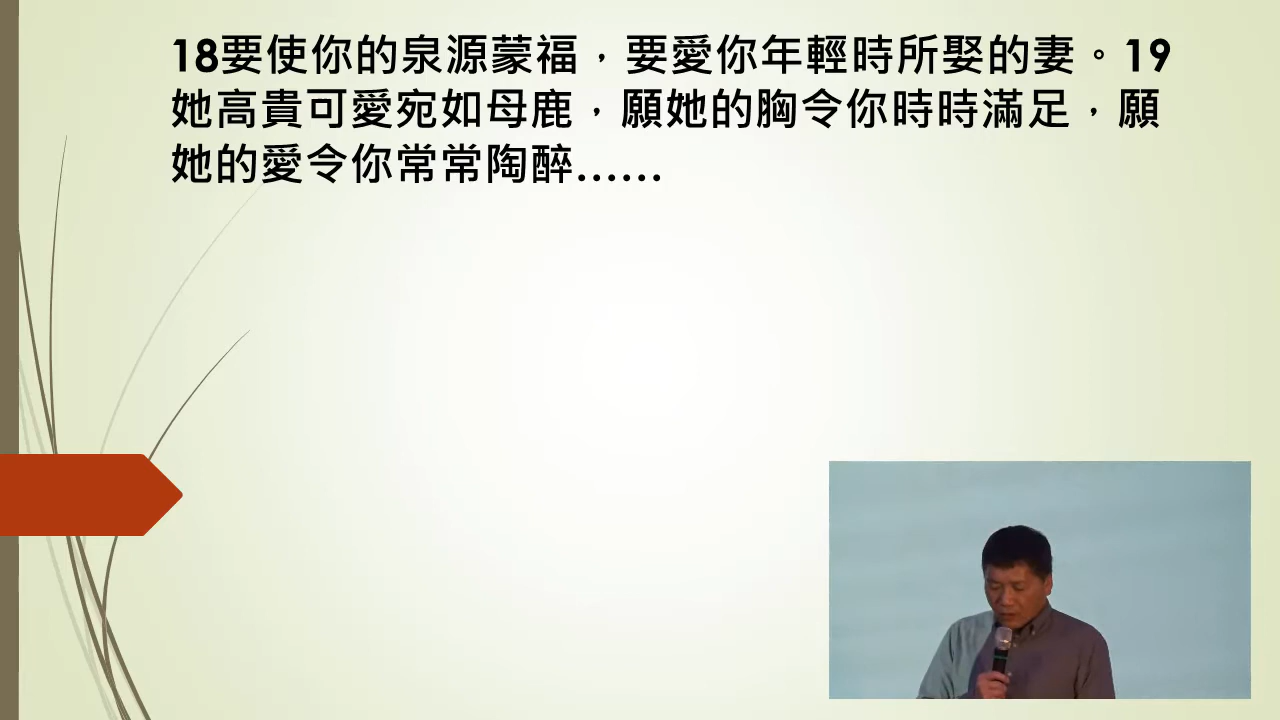 18要使你的泉源蒙福，要愛你年輕時所娶的妻。19
她高貴可愛宛如母鹿，願她的胸令你時時滿足，願
她的愛令你常常陶醉……